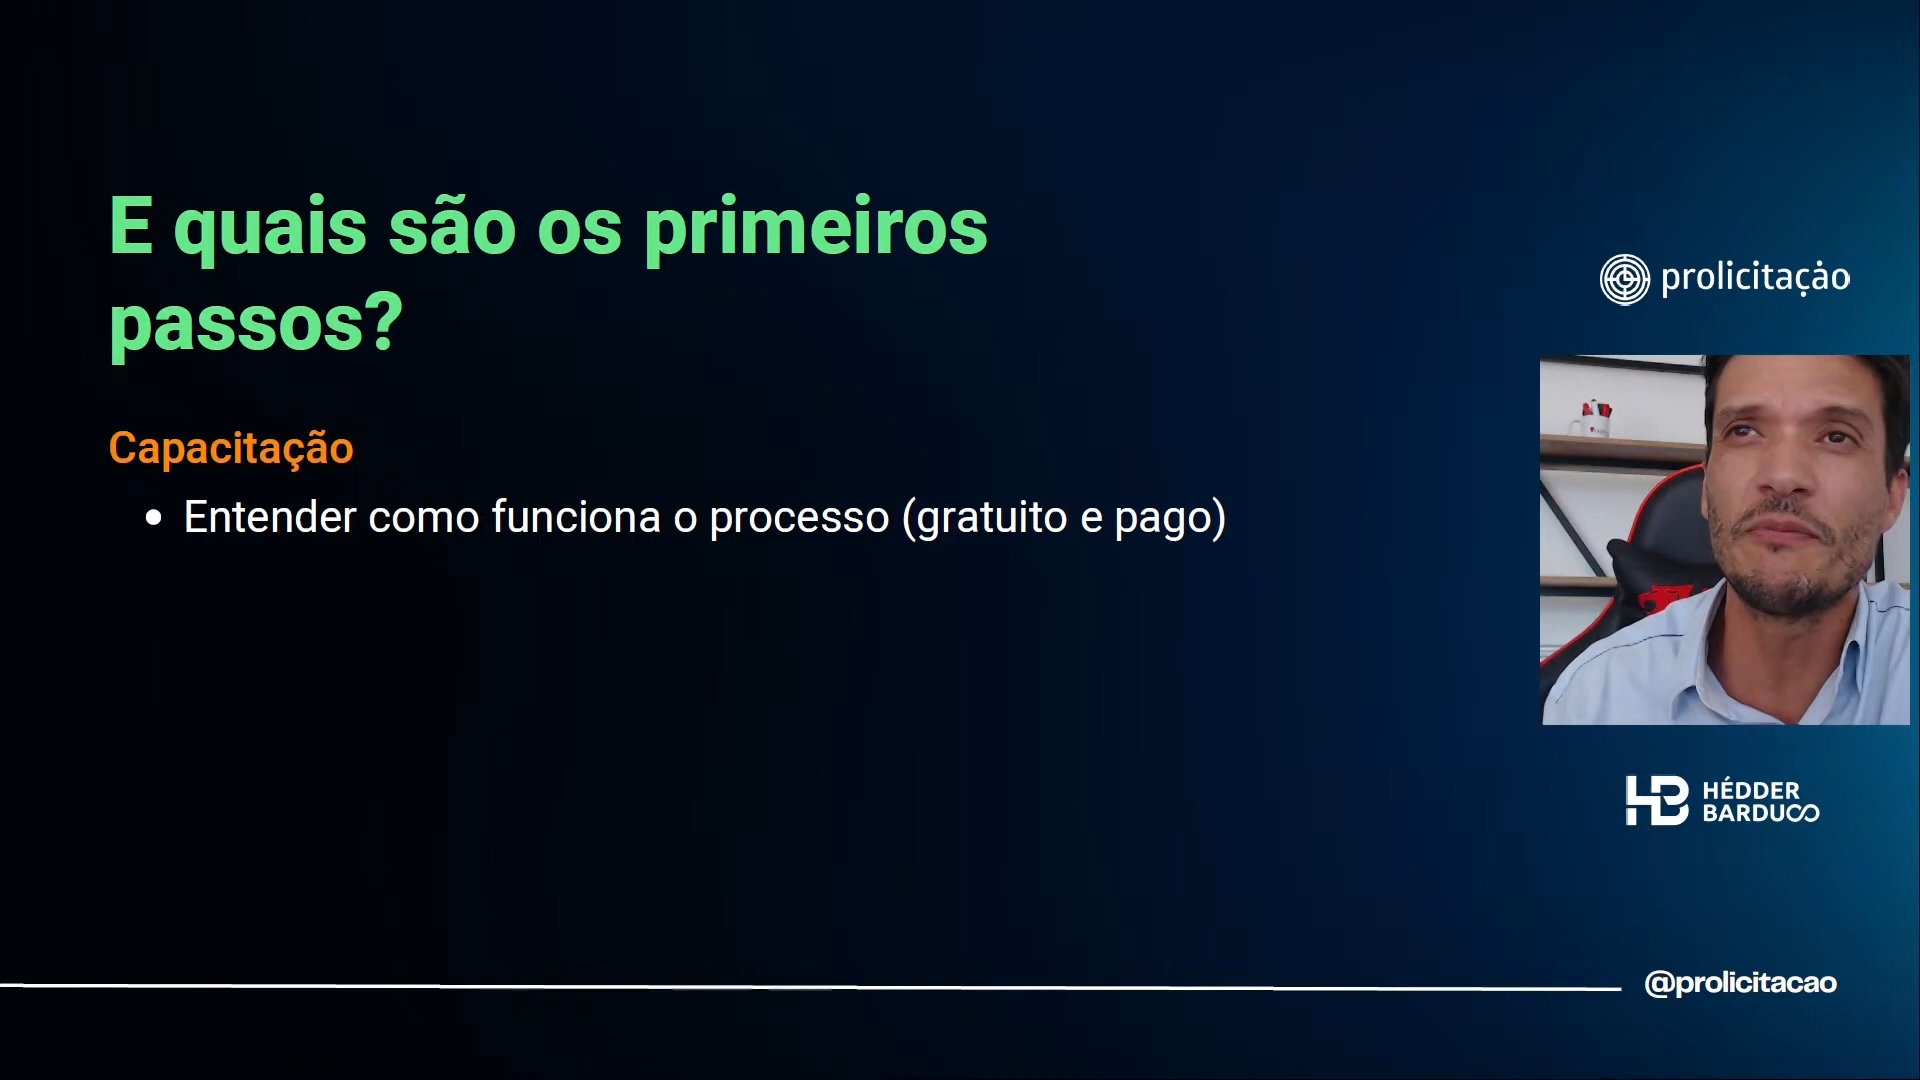 E quais são os primeiros
passos?
Capacitação
• Entender como funciona o processo (gratuito e pago)
prolicitação
HÉDDER
BARDUCO
@prolicitacao